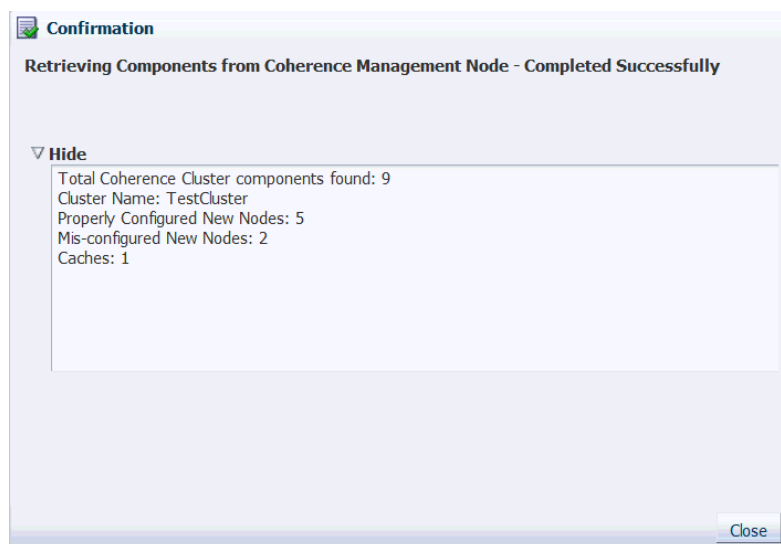 Confirmation
Retrieving Components from Coherence Management Node - Completed Successfully
Hide
Total Coherence Cluster components found: 9
Cluster Name: TestCluster
Properly Configured New Nodes: 5
Mis-configured New Nodes: 2
Caches: 1
Close